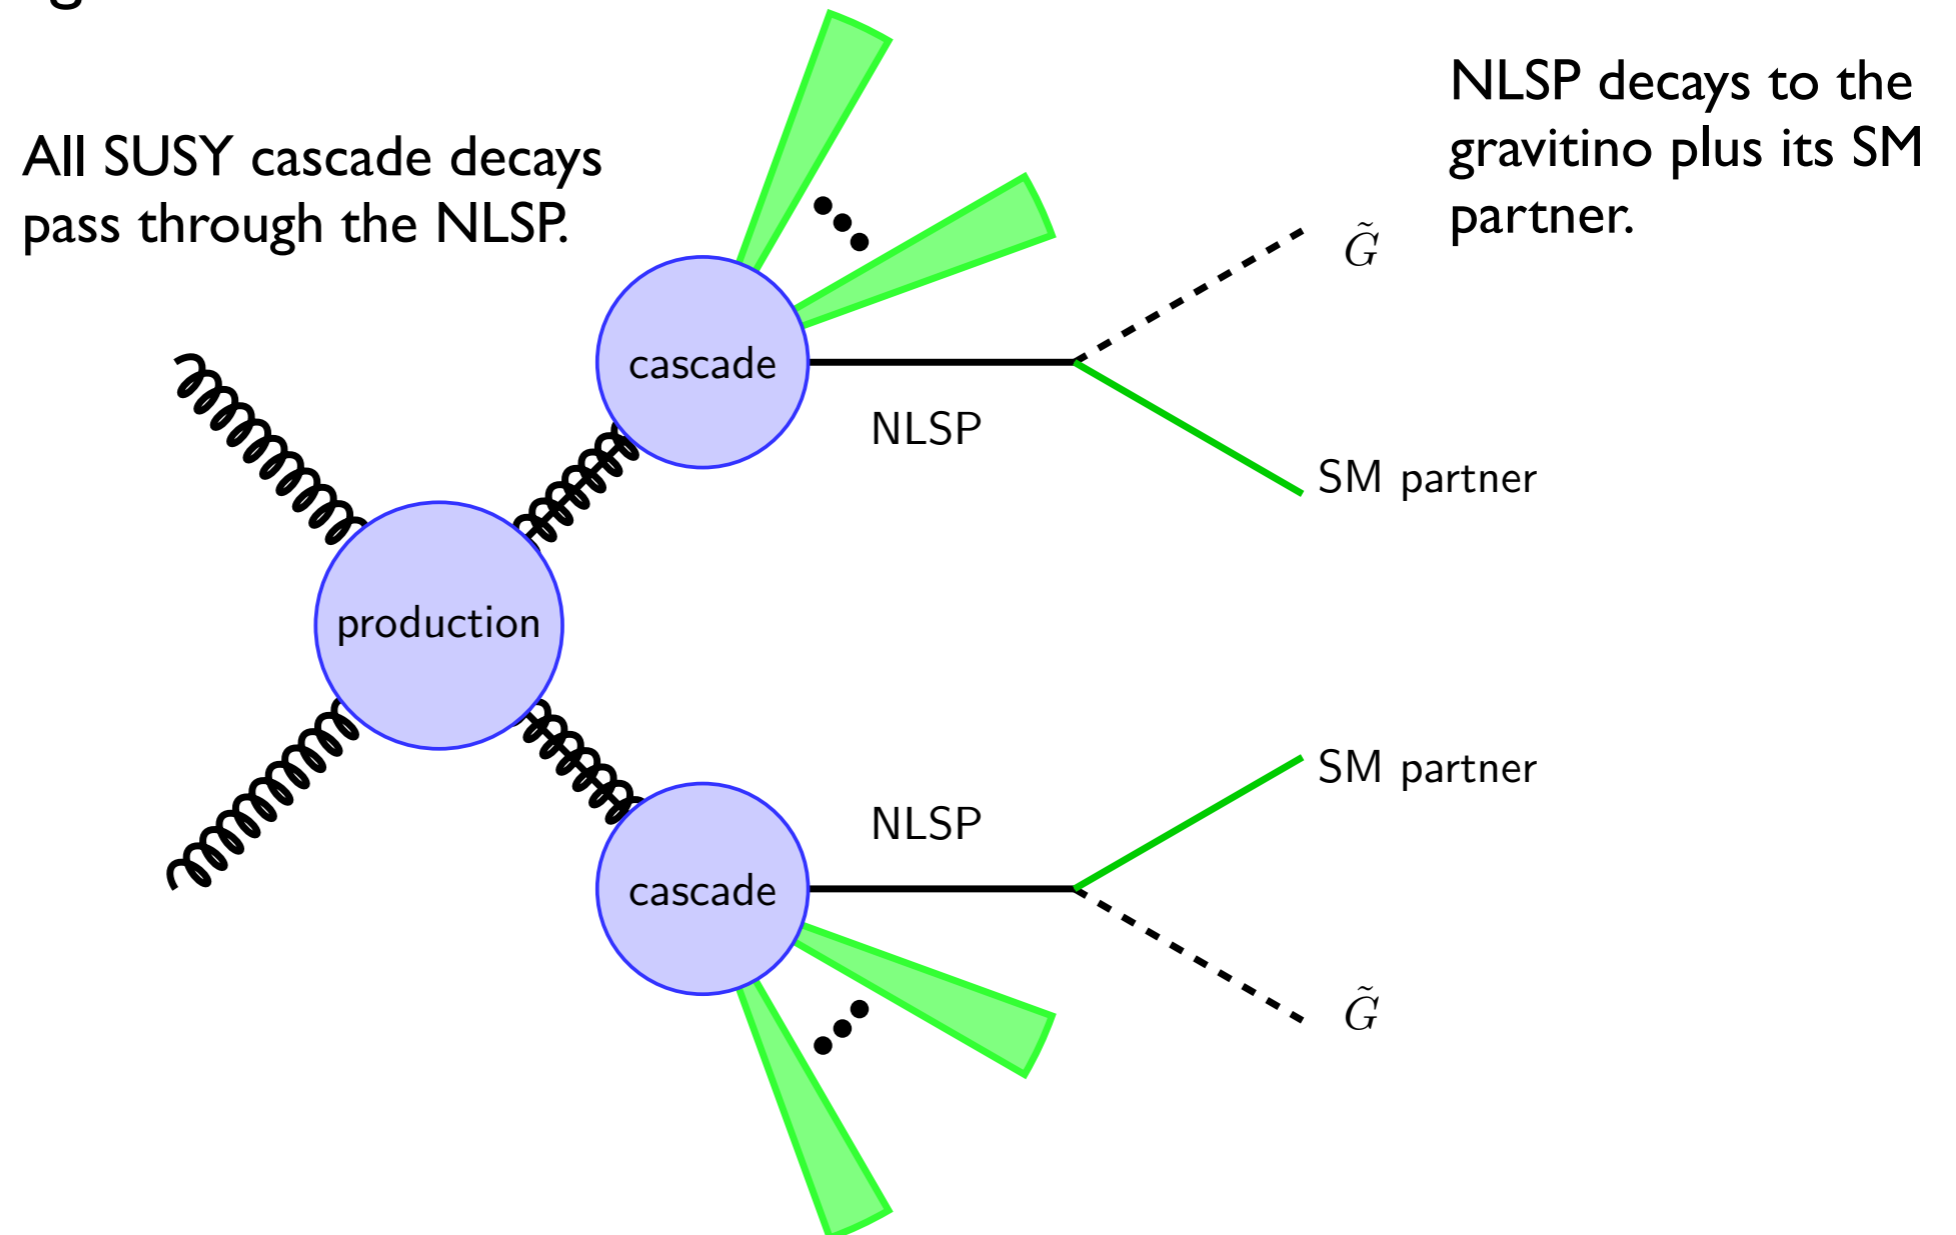 All SUSY cascade decays
pass through the NLSP.
NLSP decays to the
gravitino plus its SM
partner.
G̃
cascade
NLSP
SM partner
production
SM partner
NLSP
cascade
G̃